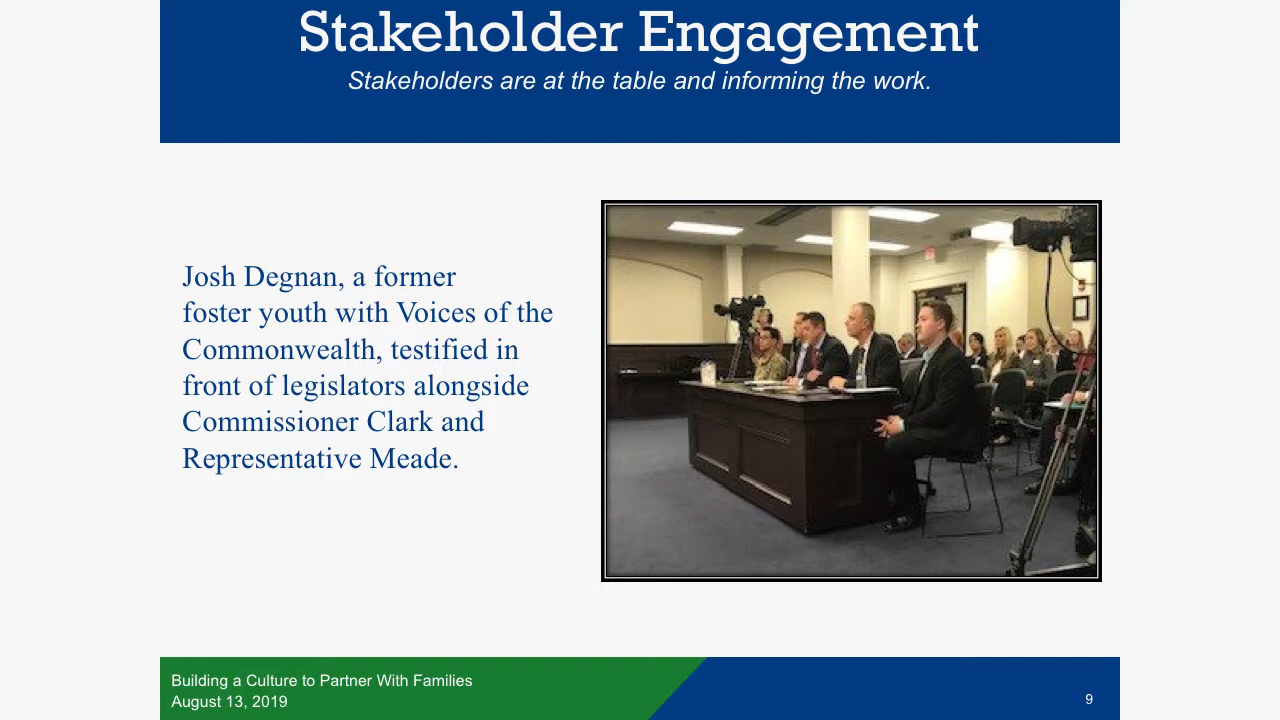 Stakeholder Engagement
Stakeholders are at the table and informing the work.
Josh Degnan, a former
foster youth with Voices of the
Commonwealth, testified in
front of legislators alongside
Commissioner Clark and
Representative Meade.
Building a Culture to Partner With Families
August 13, 2019
9